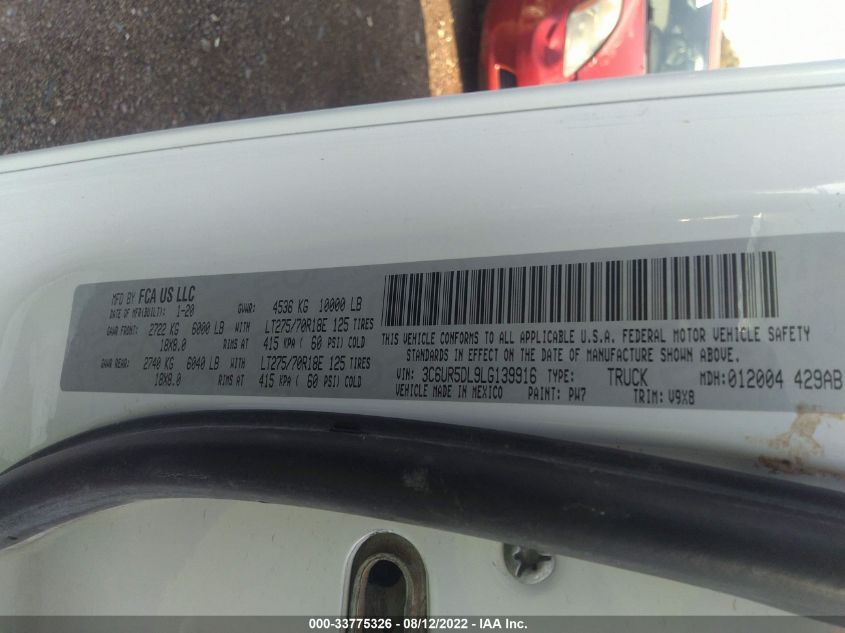 MFD BY FCA US LLC
DATE OF MFR(BUILT): 1-20 GVWR: 4536 KG 10000 LB
GAWR FRONT: 2722 KG 6000 LB WITH LT275/70R18E 125 TIRES
18X8.0 RIMS AT 415 KPA ( 60 PSI) COLD
GAWR REAR: 2740 KG 6040 LB WITH LT275/70R18E 125 TIRES
18X8.0 RIMS AT 415 KPA ( 60 PSI) COLD
THIS VEHICLE CONFORMS TO ALL APPLICABLE U.S.A. FEDERAL MOTOR VEHICLE SAFETY
STANDARDS IN EFFECT ON THE DATE OF MANUFACTURE SHOWN ABOVE.
VIN: 3C6UR5DL9LG139916 TYPE: TRUCK MDH:012004 429AB
VEHICLE MADE IN MEXICO PAINT: PW7 TRIM: V9X8
000-33775326 - 08/12/2022 - IAA Inc.